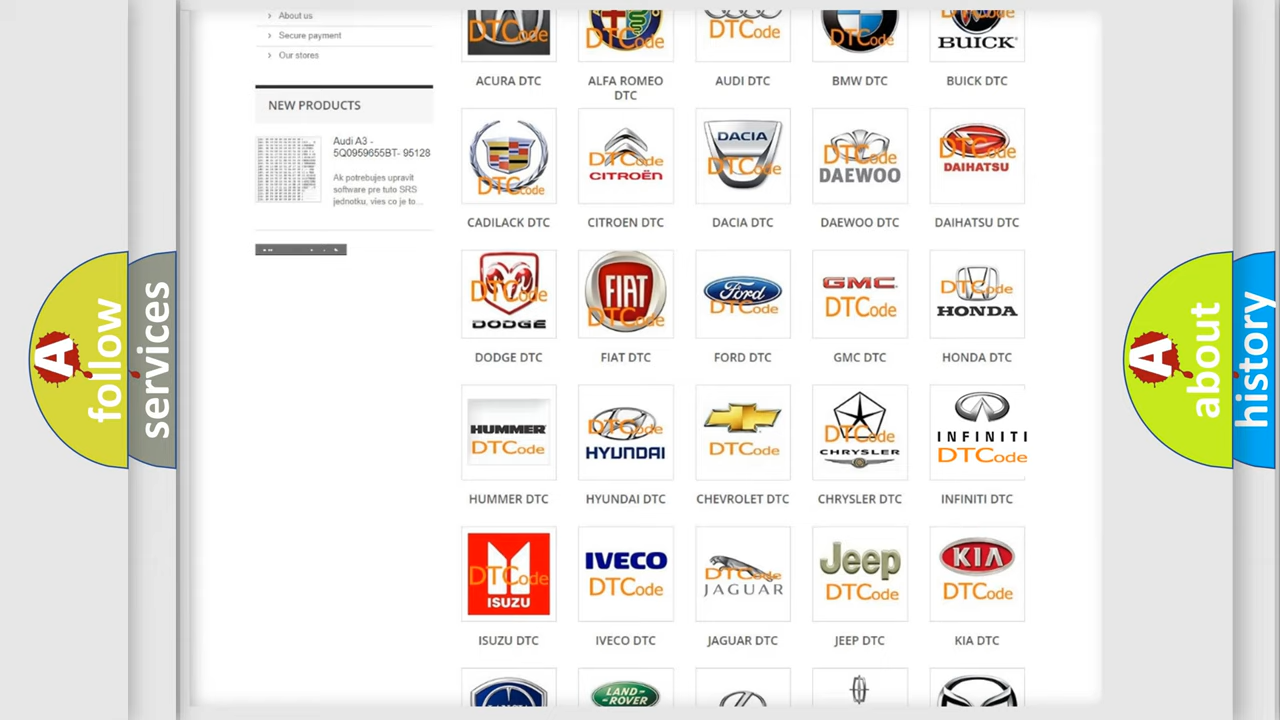 About us
Secure payment
Our stores
NEW PRODUCTS
Audi A3 -
5Q0959655BT- 95128
Ak potrebujes upravit
software pre tuto SRS
jednotku, vies co je to...
DTCode DTCode DTCode DTCode BUICK
ACURA DTC ALFA ROMEO DTC AUDI DTC BMW DTC BUICK DTC
DTCode DTCode CITROËN DACIA DTCode DTCode DAEWOO DTCode DAIHATSU
CADILACK DTC CITROEN DTC DACIA DTC DAEWOO DTC DAIHATSU DTC
DTCode DODGE FIAT DTCode Ford DTCode GMC DTCode DTCode HONDA
DODGE DTC FIAT DTC FORD DTC GMC DTC HONDA DTC
HUMMER DTCode DTCode HYUNDAI DTCode DTCode CHRYSLER INFINITI DTCode
HUMMER DTC HYUNDAI DTC CHEVROLET DTC CHRYSLER DTC INFINITI DTC
DTCode ISUZU IVECO DTCode DTCode JAGUAR Jeep DTCode KIA DTCode
ISUZU DTC IVECO DTC JAGUAR DTC JEEP DTC KIA DTC
LAND-ROVER
A follow
services
A about
history